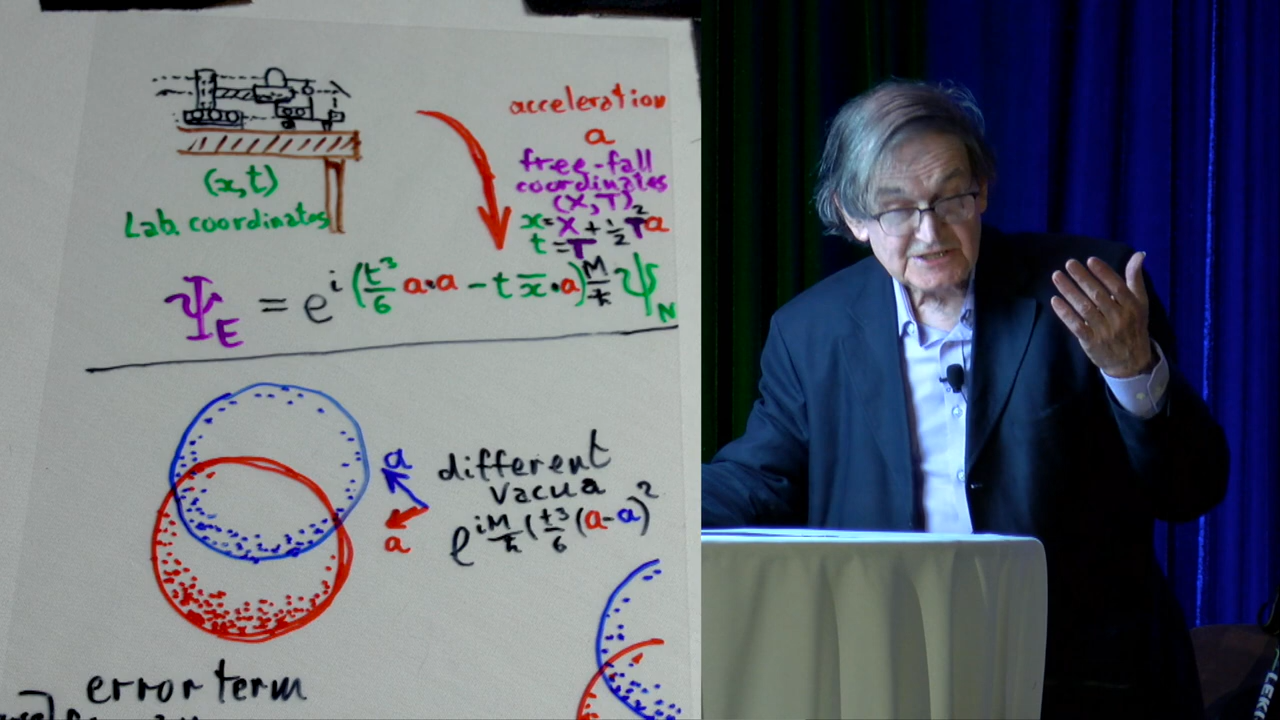 acceleration
a
free-fall
coordinates
(X,T)
x=X+½T²a
t=T
(x,t)
Lab. coordinates
Ψ_E = e^{i(t³/6 a·a - t x̄·a)M/ħ} ψ_N
a
different
vacua
a
e^{iM/ħ(t³/6(a-a)²
error term